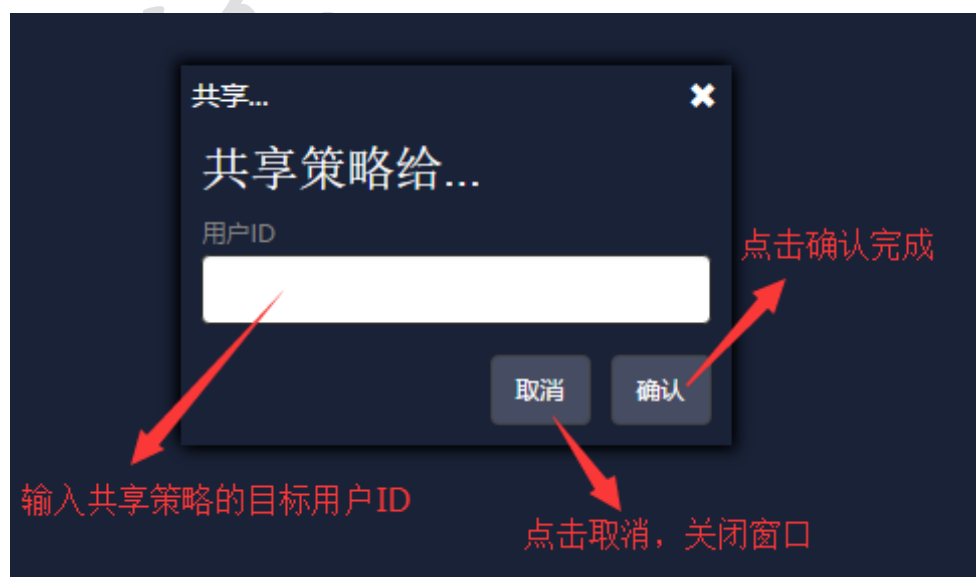 共享...
共享策略给...
用户ID
点击确认完成
取消
确认
输入共享策略的目标用户ID
点击取消，关闭窗口